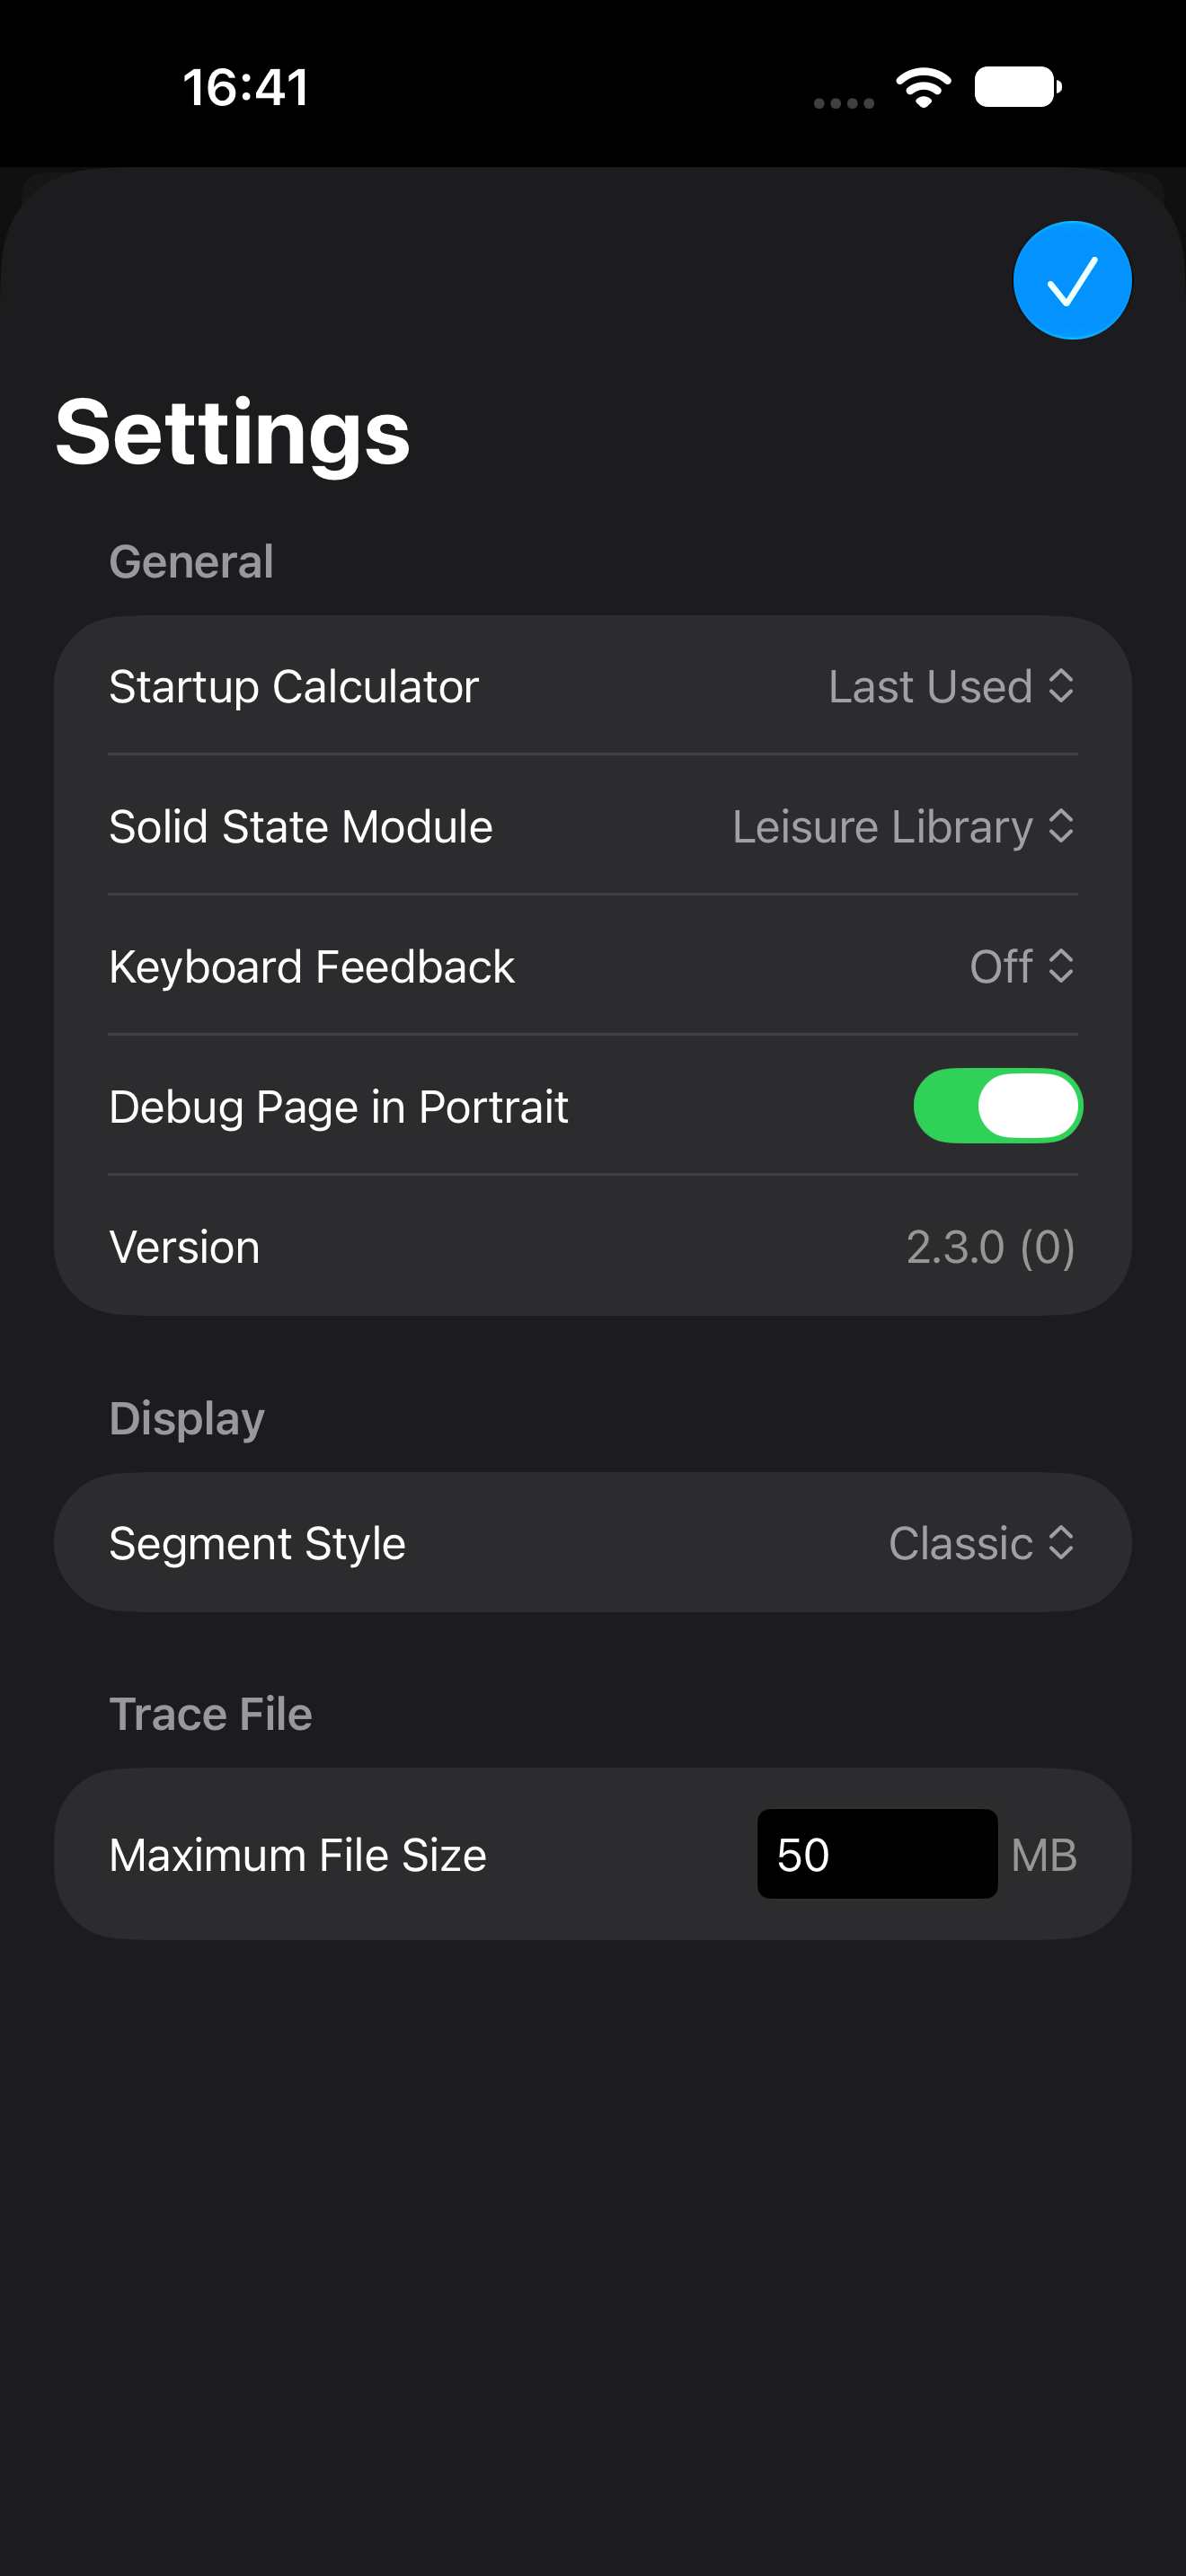 16:41
Settings
General
Startup Calculator Last Used
Solid State Module Leisure Library
Keyboard Feedback Off
Debug Page in Portrait
Version 2.3.0 (0)
Display
Segment Style Classic
Trace File
Maximum File Size 50 MB